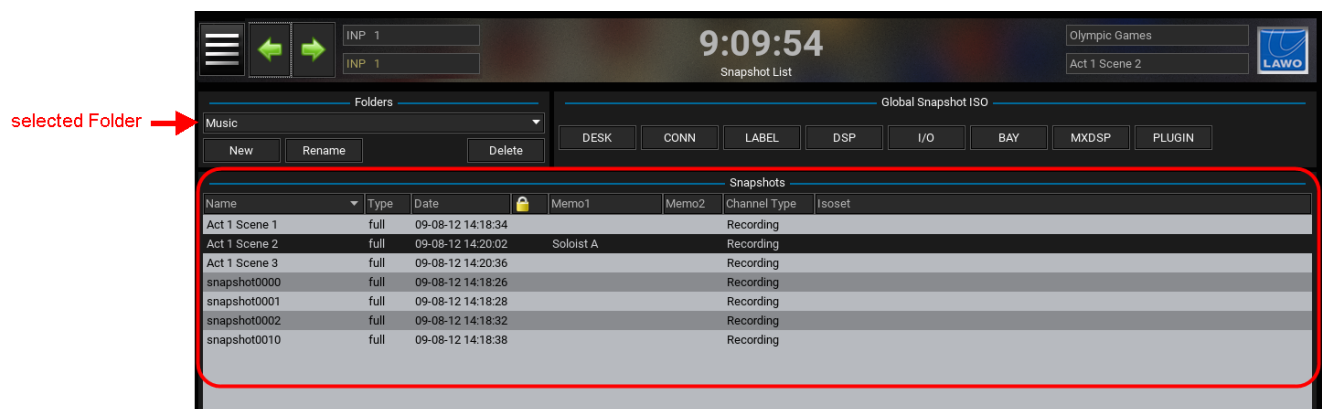 INP 1
INP 1
9:09:54
Snapshot List
Olympic Games
Act 1 Scene 2
LAWO
selected Folder
Folders
Music
New Rename Delete
Global Snapshot ISO
DESK CONN LABEL DSP I/O BAY MXDSP PLUGIN
Snapshots
Name Type Date Memo1 Memo2 Channel Type Isoset
Act 1 Scene 1 full 09-08-12 14:18:34 Recording
Act 1 Scene 2 full 09-08-12 14:20:02 Soloist A Recording
Act 1 Scene 3 full 09-08-12 14:20:36 Recording
snapshot0000 full 09-08-12 14:18:26 Recording
snapshot0001 full 09-08-12 14:18:28 Recording
snapshot0002 full 09-08-12 14:18:32 Recording
snapshot0010 full 09-08-12 14:18:38 Recording